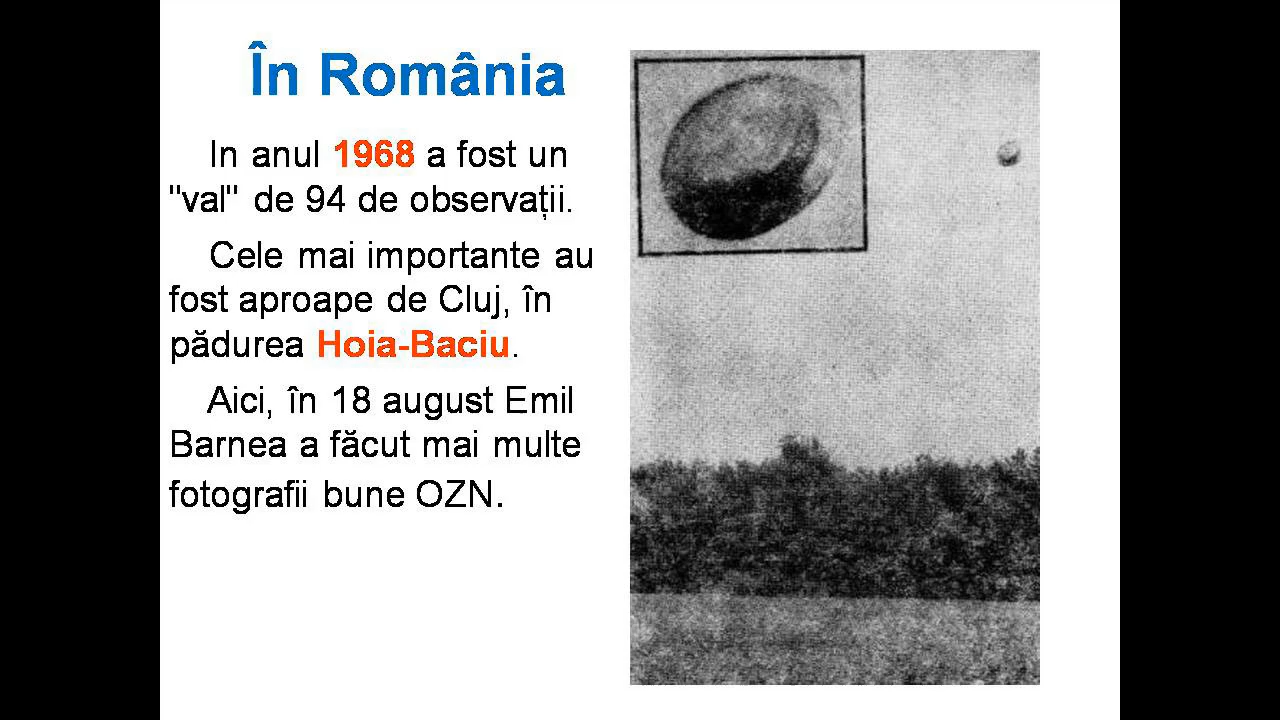 În România
In anul 1968 a fost un
"val" de 94 de observații.
Cele mai importante au
fost aproape de Cluj, în
pădurea Hoia-Baciu.
Aici, în 18 august Emil
Barnea a făcut mai multe
fotografii bune OZN.